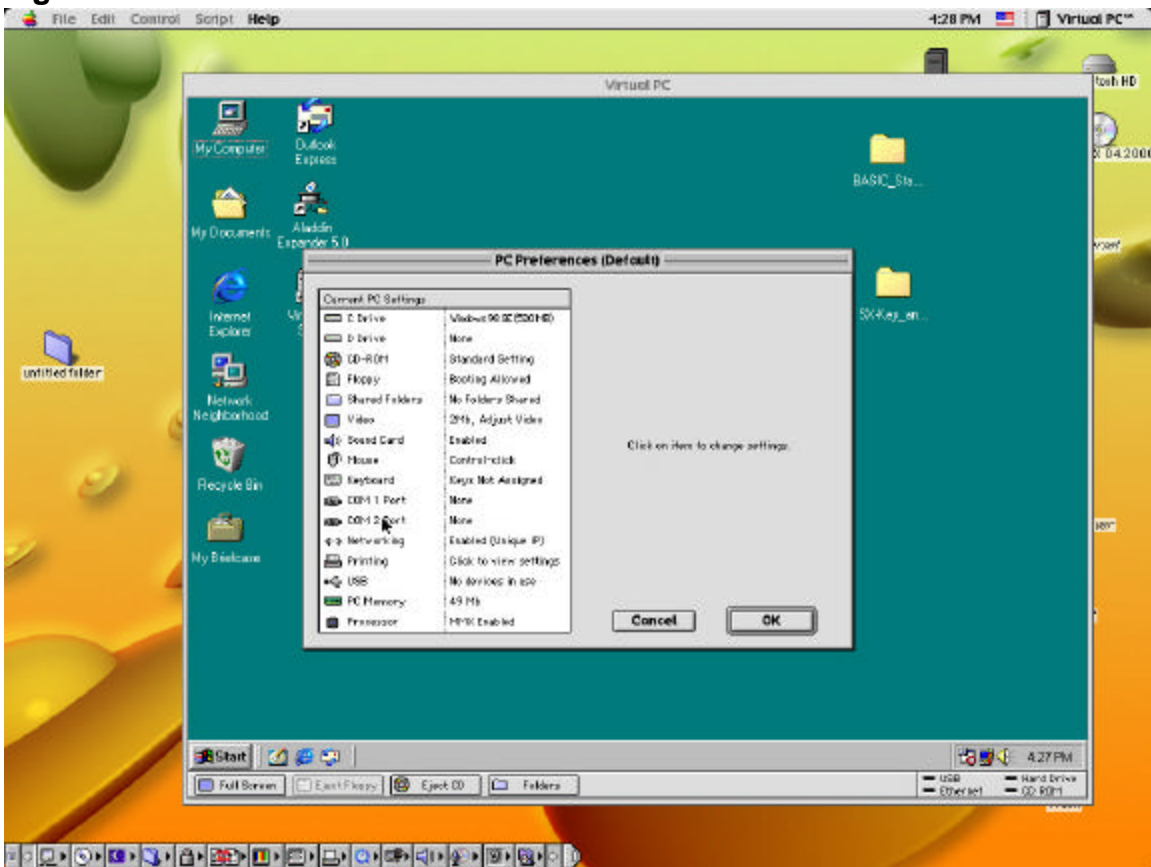 File Edit Control Script Help
4:28 PM
Virtual PC™
Virtual PC
My Computer
Outlook
Express
My Documents
Aladdin
Expander 5.0
Internet
Explorer
Network
Neighborhood
Recycle Bin
My Briefcase
BASIC_Sta...
SX-Key_an...
untitled folder
tosh HD
PC Preferences (Default)
Current PC Settings
C Drive Windows 98 SE (520 MB)
D Drive None
CD-ROM Standard Setting
Floppy Booting Allowed
Shared Folders No Folders Shared
Video 2Mb, Adjust Video
Sound Card Enabled
Mouse Control-click
Keyboard Keys Not Assigned
COM 1 Port None
COM 2 Port None
Networking Enabled (Unique IP)
Printing Click to view settings
USB No devices in use
PC Memory 49 Mb
Processor MMX Enabled
Click on item to change settings.
Cancel OK
Start
4:27 PM
Full Screen Eject Floppy Eject CD Folders
USB Hard Drive
Ethernet CD-ROM